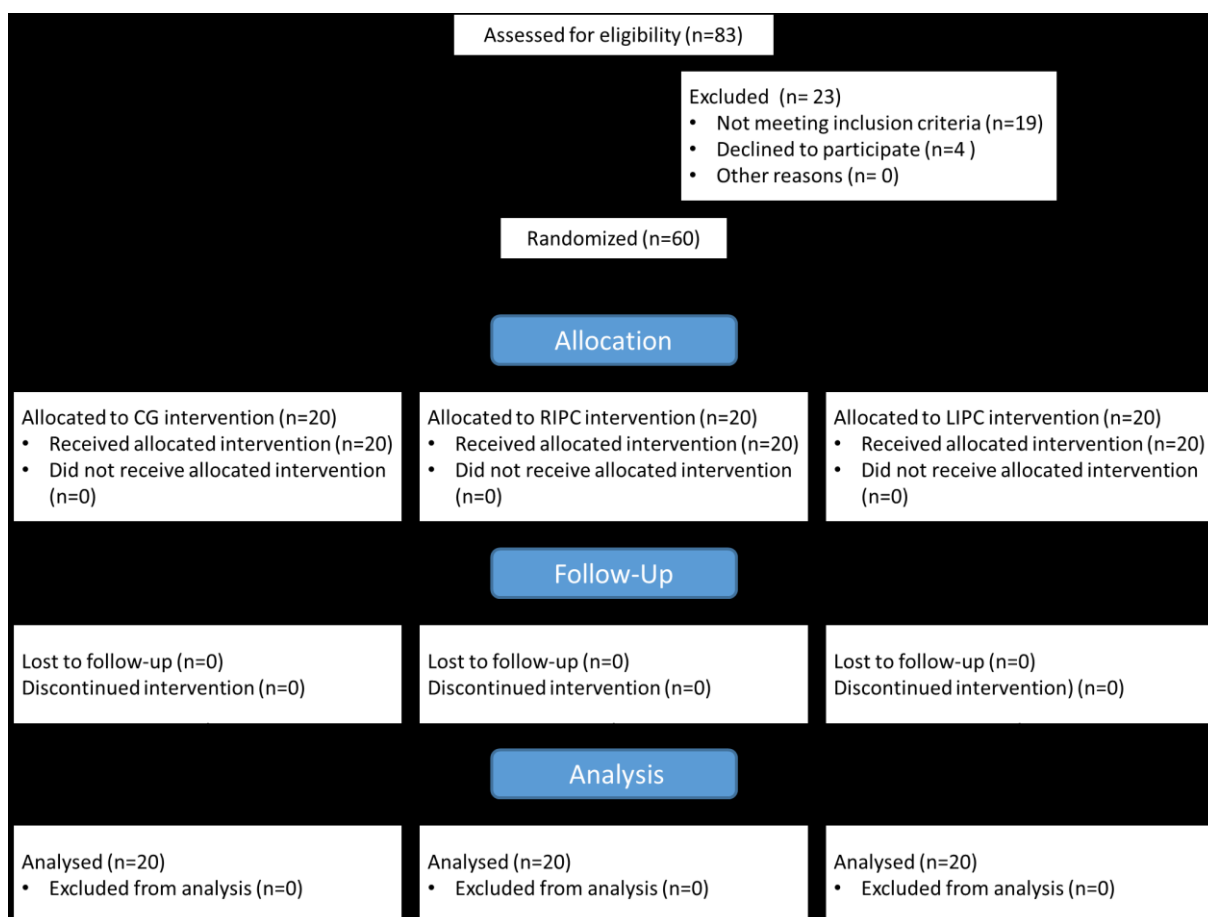 Assessed for eligibility (n=83)
Excluded  (n= 23)
• Not meeting inclusion criteria (n=19)
• Declined to participate (n=4 )
• Other reasons (n= 0)
Randomized (n=60)
Allocation
Allocated to CG intervention (n=20)
• Received allocated intervention (n=20)
• Did not receive allocated intervention
(n=0)
Allocated to RIPC intervention (n=20)
• Received allocated intervention (n=20)
• Did not receive allocated intervention
(n=0)
Allocated to LIPC intervention (n=20)
• Received allocated intervention (n=20)
• Did not receive allocated intervention
(n=0)
Follow-Up
Lost to follow-up (n=0)
Discontinued intervention (n=0)
Lost to follow-up (n=0)
Discontinued intervention (n=0)
Lost to follow-up (n=0)
Discontinued intervention) (n=0)
Analysis
Analysed (n=20)
• Excluded from analysis (n=0)
Analysed (n=20)
• Excluded from analysis (n=0)
Analysed (n=20)
• Excluded from analysis (n=0)